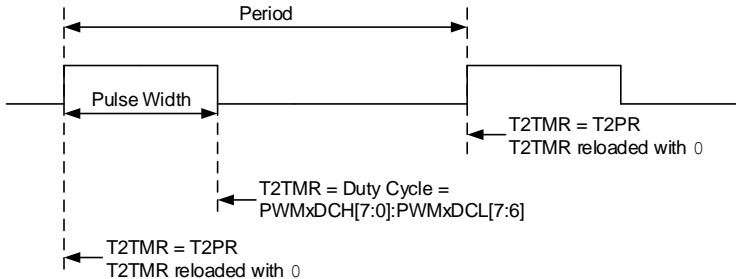 Period
Pulse Width
T2TMR = T2PR
T2TMR reloaded with 0
T2TMR = Duty Cycle =
PWMxDCH[7:0]:PWMxDCL[7:6]
T2TMR = T2PR
T2TMR reloaded with 0